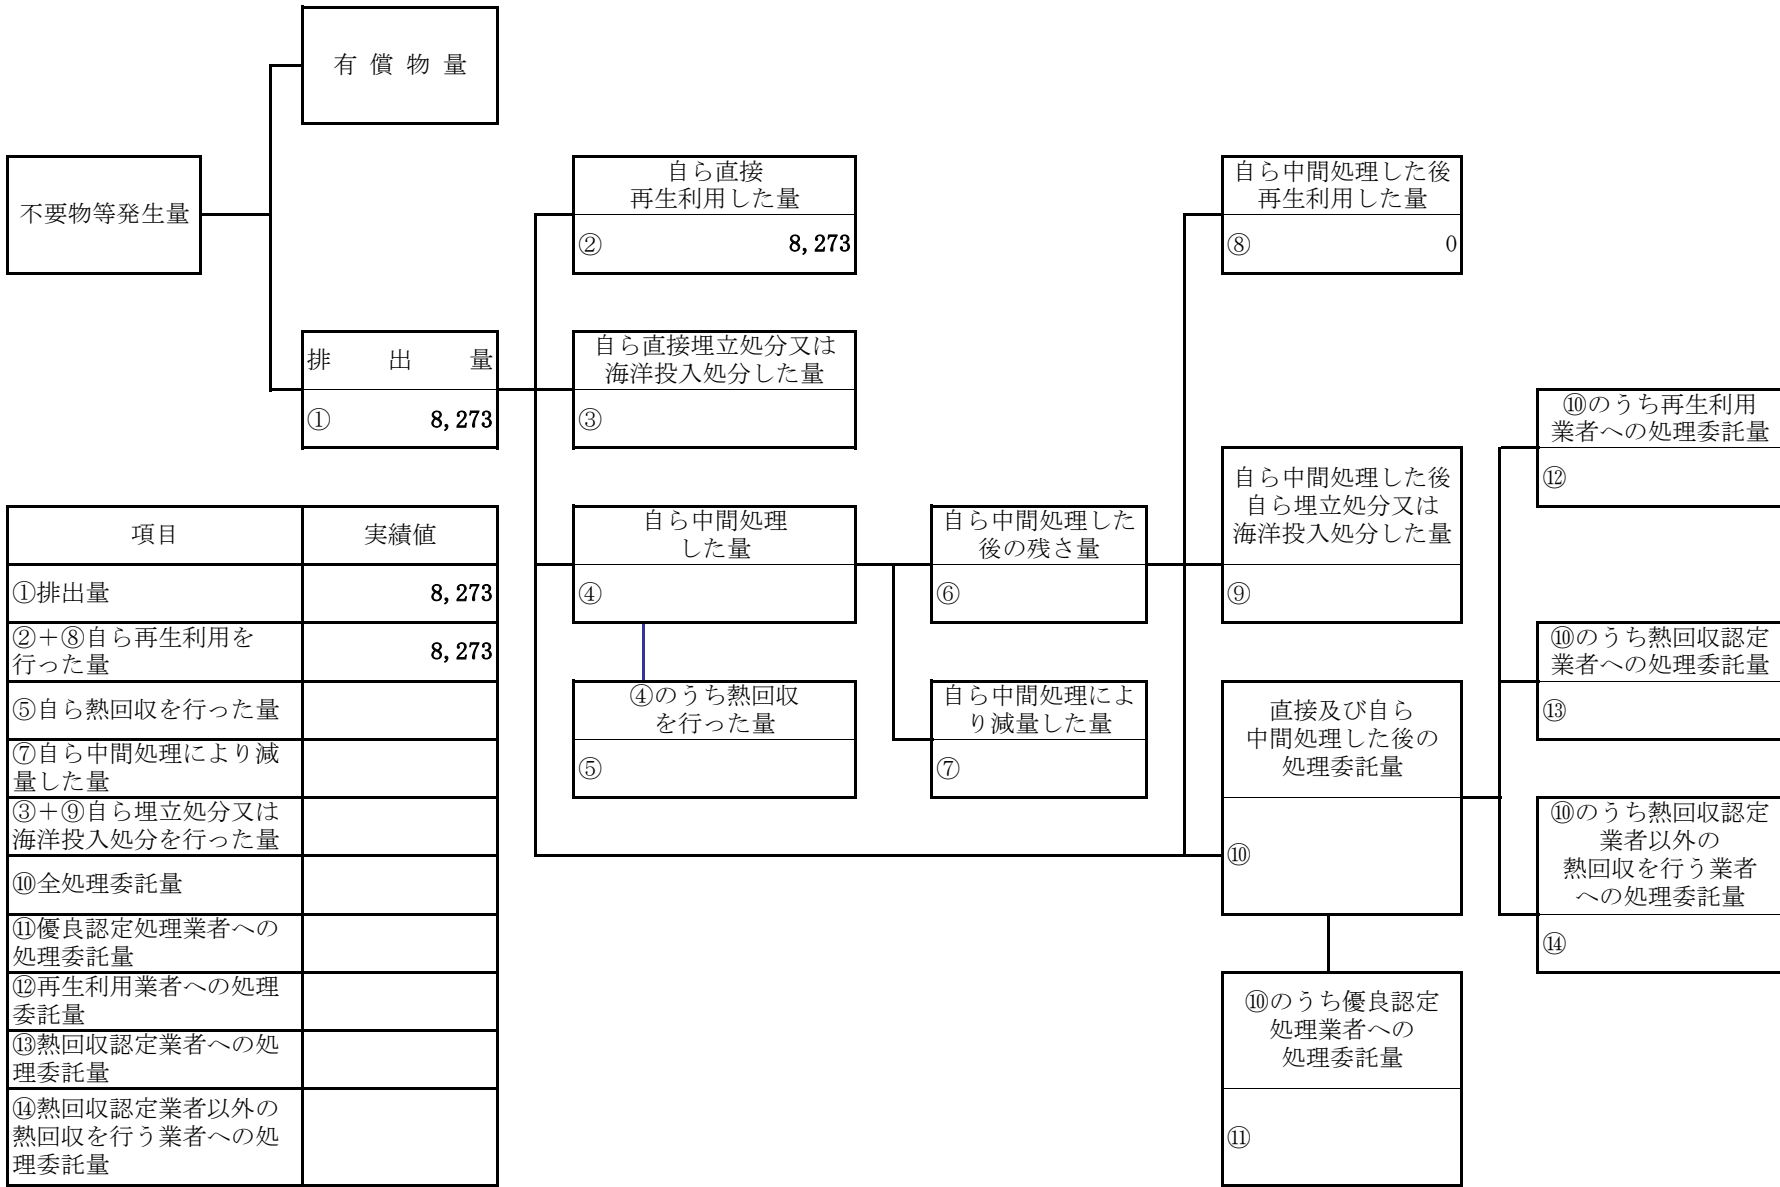 有償物量
不要物等発生量
自ら直接
再生利用した量
② 8,273
自ら中間処理した後
再生利用した量
⑧ 0
排出量
① 8,273
自ら直接埋立処分又は
海洋投入処分した量
③
⑩のうち再生利用
業者への処理委託量
⑫
自ら中間処理
した量
④
自ら中間処理した
後の残さ量
⑥
自ら中間処理した後
自ら埋立処分又は
海洋投入処分した量
⑨
⑩のうち熱回収認定
業者への処理委託量
⑬
④のうち熱回収
を行った量
⑤
自ら中間処理によ
り減量した量
⑦
直接及び自ら
中間処理した後の
処理委託量
⑩
⑩のうち熱回収認定
業者以外の
熱回収を行う業者
への処理委託量
⑭
⑩のうち優良認定
処理業者への
処理委託量
⑪
項目 実績値
①排出量 8,273
②＋⑧自ら再生利用を
行った量 8,273
⑤自ら熱回収を行った量
⑦自ら中間処理により減
量した量
③＋⑨自ら埋立処分又は
海洋投入処分を行った量
⑩全処理委託量
⑪優良認定処理業者への
処理委託量
⑫再生利用業者への処理
委託量
⑬熱回収認定業者への処
理委託量
⑭熱回収認定業者以外の
熱回収を行う業者への処
理委託量